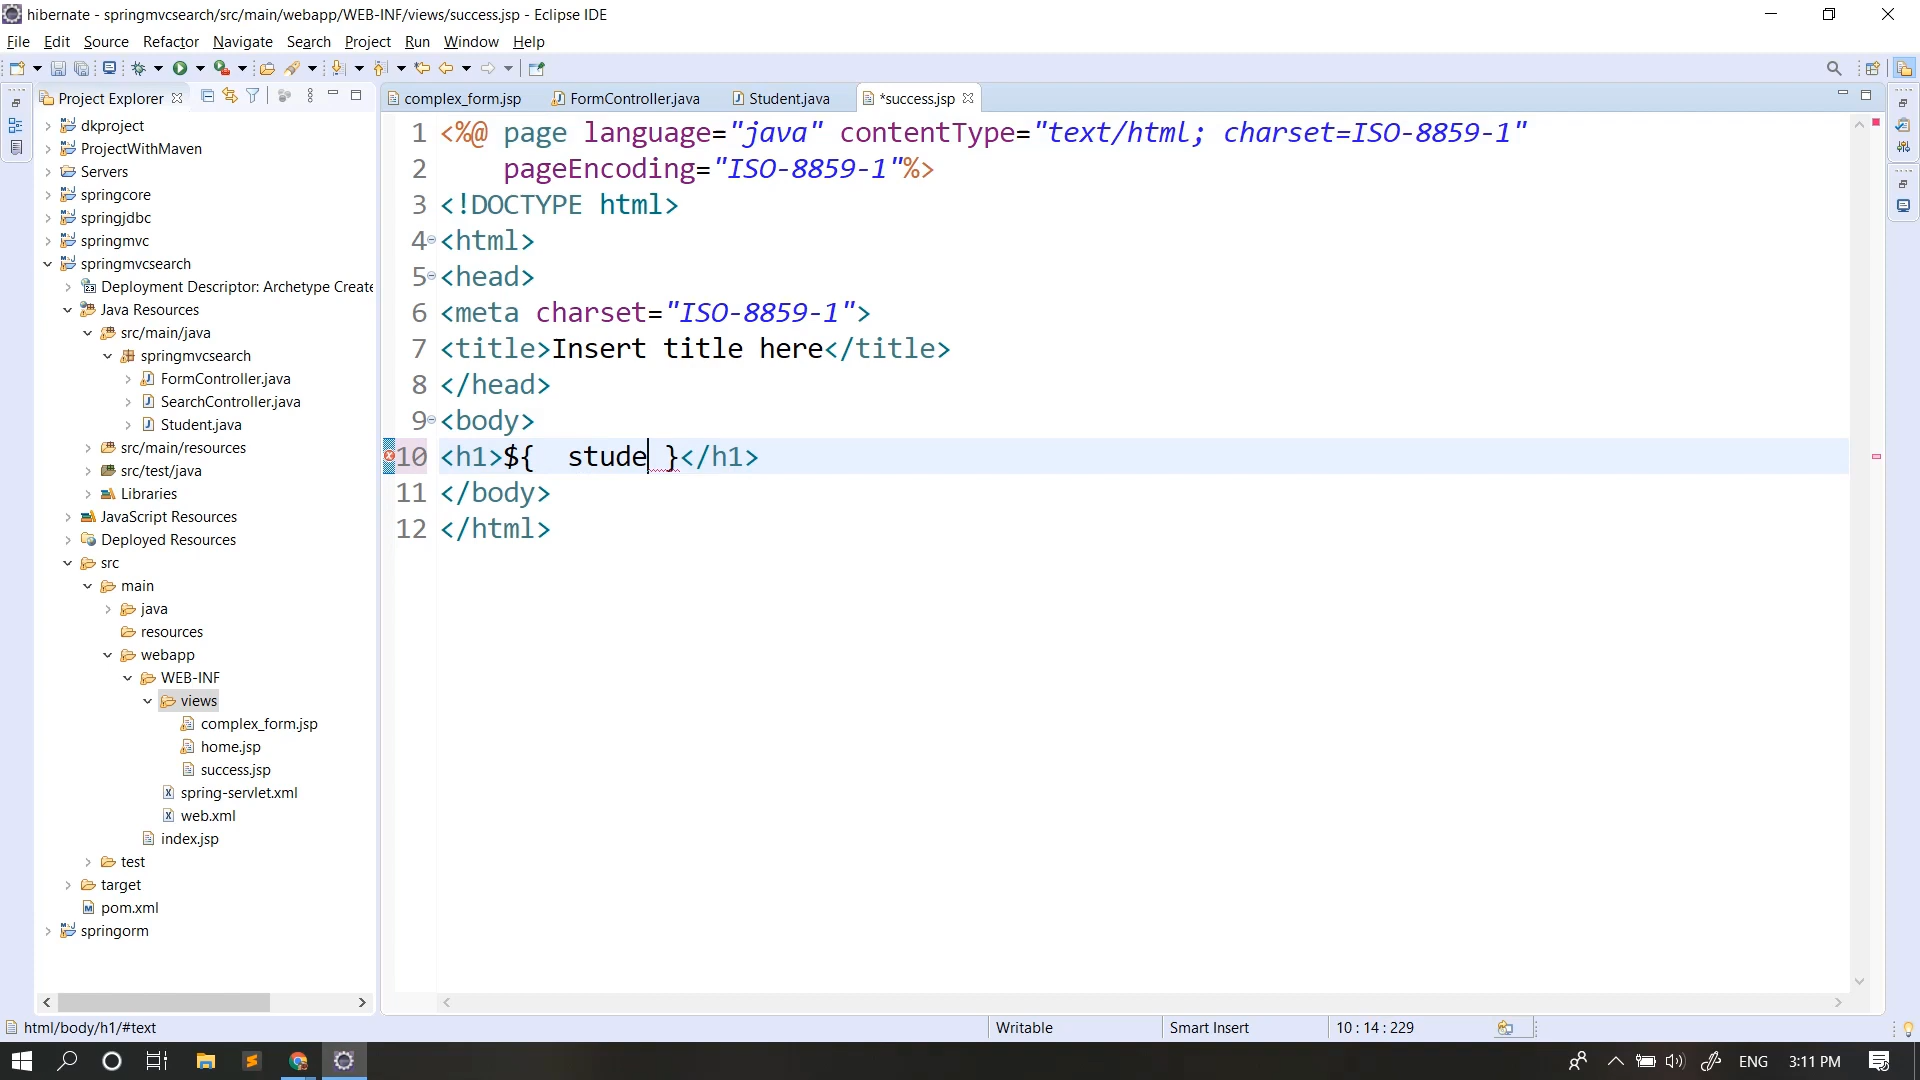 hibernate - springmvcsearch/src/main/webapp/WEB-INF/views/success.jsp - Eclipse IDE
File Edit Source Refactor Navigate Search Project Run Window Help
Project Explorer
complex_form.jsp FormController.java Student.java *success.jsp
dkproject
ProjectWithMaven
Servers
springcore
springjdbc
springmvc
springmvcsearch
Deployment Descriptor: Archetype Create
Java Resources
src/main/java
springmvcsearch
FormController.java
SearchController.java
Student.java
src/main/resources
src/test/java
Libraries
JavaScript Resources
Deployed Resources
src
main
java
resources
webapp
WEB-INF
views
complex_form.jsp
home.jsp
success.jsp
spring-servlet.xml
web.xml
index.jsp
test
target
pom.xml
springorm
1 <%@ page language="java" contentType="text/html; charset=ISO-8859-1"
2     pageEncoding="ISO-8859-1"%>
3 <!DOCTYPE html>
4 <html>
5 <head>
6 <meta charset="ISO-8859-1">
7 <title>Insert title here</title>
8 </head>
9 <body>
10 <h1>${  stude }</h1>
11 </body>
12 </html>
html/body/h1/#text Writable Smart Insert 10 : 14 : 229
ENG 3:11 PM